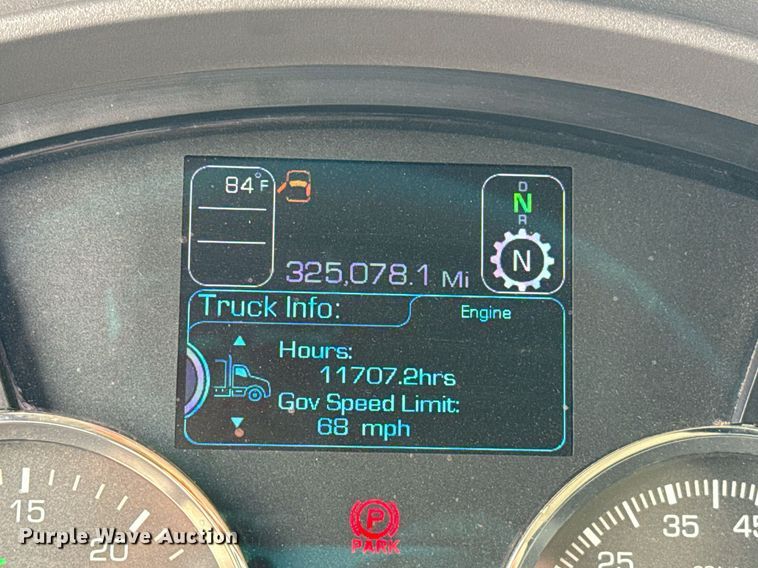 84°F
D
N
R
N
325,078.1 Mi
Truck Info:
Engine
Hours:
11707.2hrs
Gov Speed Limit:
68 mph
P
PARK
15
20
25
35
45
Purple Wave Auction